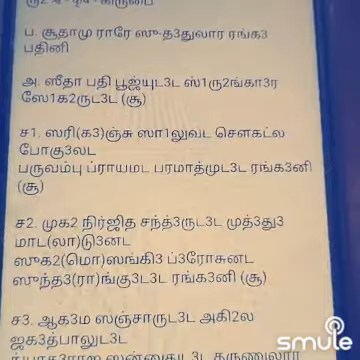 ப. சூதாமு ராரே ஸு-த3துலார ரங்க3
பதினி
அ. ஸீதா பதி பூஜ்யுட3ட ஸ்1ரு2ங்கா3ர
ஸே1க2ருட3ட (சூ)
ச1. ஸரி(க3)ஞ்சு ஸா1லுவட சௌகட்ல
போகு3லட
பருவம்பு ப்ராயமட பரமாத்முட3ட ரங்க3னி
(சூ)
ச2. முக2 நிர்ஜித சந்த்3ருட3ட முத்3து3
மாட(லா)டு3னட
ஸுக2(மொ)ஸங்கி3 ப்3ரோசுனட
ஸுந்த3(ரா)ங்கு3ட3ட ரங்க3னி (சூ)
ச3. ஆக3ம ஸஞ்சாருட3ட அகி2ல
ஜக3த்பாலுட3ட
smule